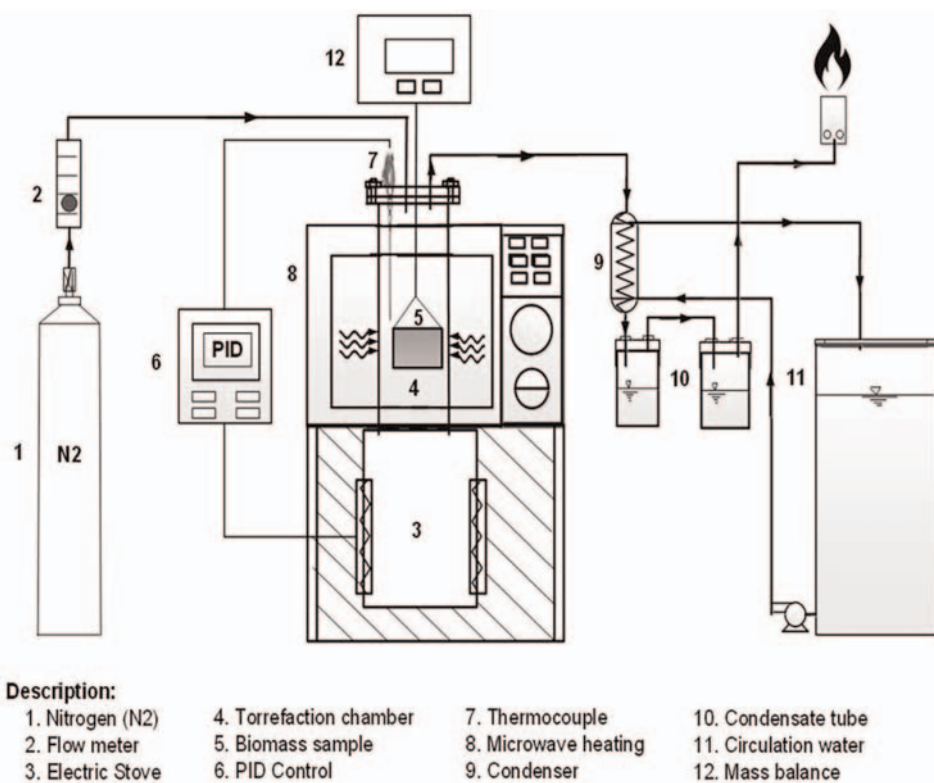 12
7
2
8
9
5
PID
6
4
10
11
1
N2
3
Description:
1. Nitrogen (N2)
2. Flow meter
3. Electric Stove
4. Torrefaction chamber
5. Biomass sample
6. PID Control
7. Thermocouple
8. Microwave heating
9. Condenser
10. Condensate tube
11. Circulation water
12. Mass balance